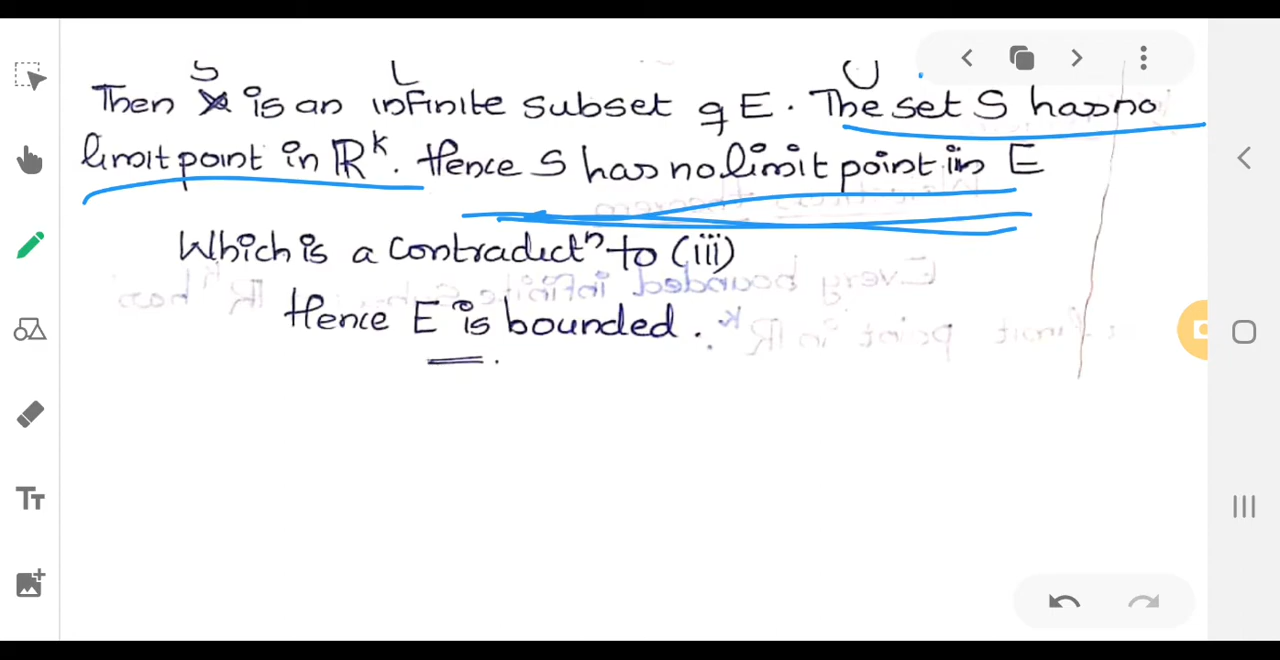 Then S is an infinite subset of E. The set S has no
limit point in ℝᵏ. Hence S has no limit point in E
Which is a contradictⁿ to (iii)
Hence E is bounded.
Tт